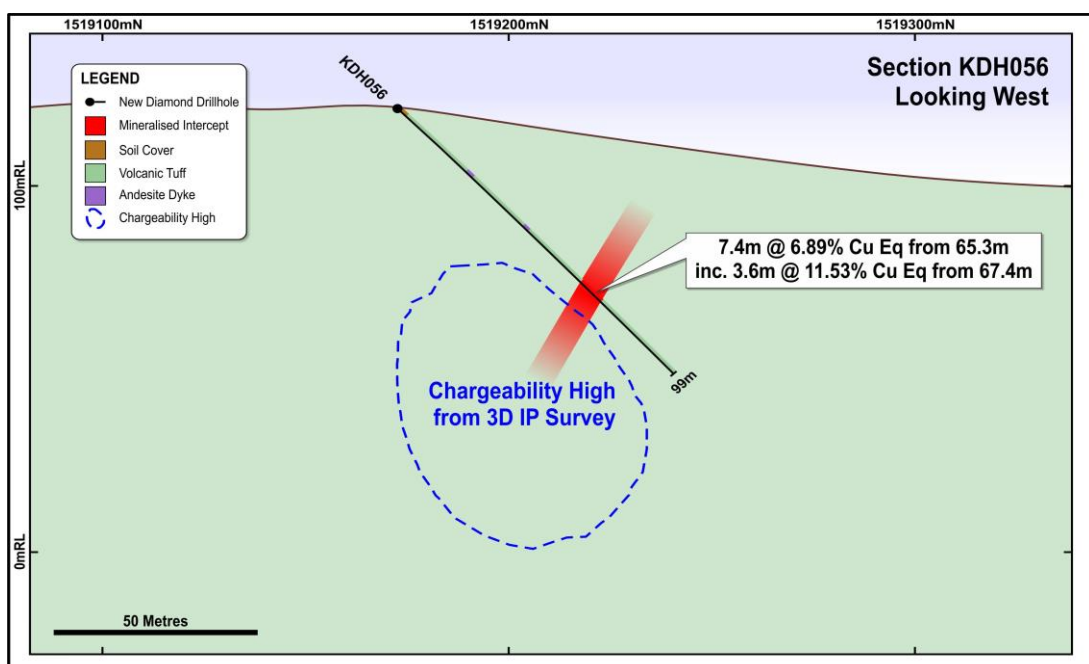 1519100mN
1519200mN
1519300mN
Section KDH056
Looking West
LEGEND
New Diamond Drillhole
Mineralised Intercept
Soil Cover
Volcanic Tuff
Andesite Dyke
Chargeability High
KDH056
100mRL
7.4m @ 6.89% Cu Eq from 65.3m
inc. 3.6m @ 11.53% Cu Eq from 67.4m
99m
Chargeability High
from 3D IP Survey
0mRL
50 Metres